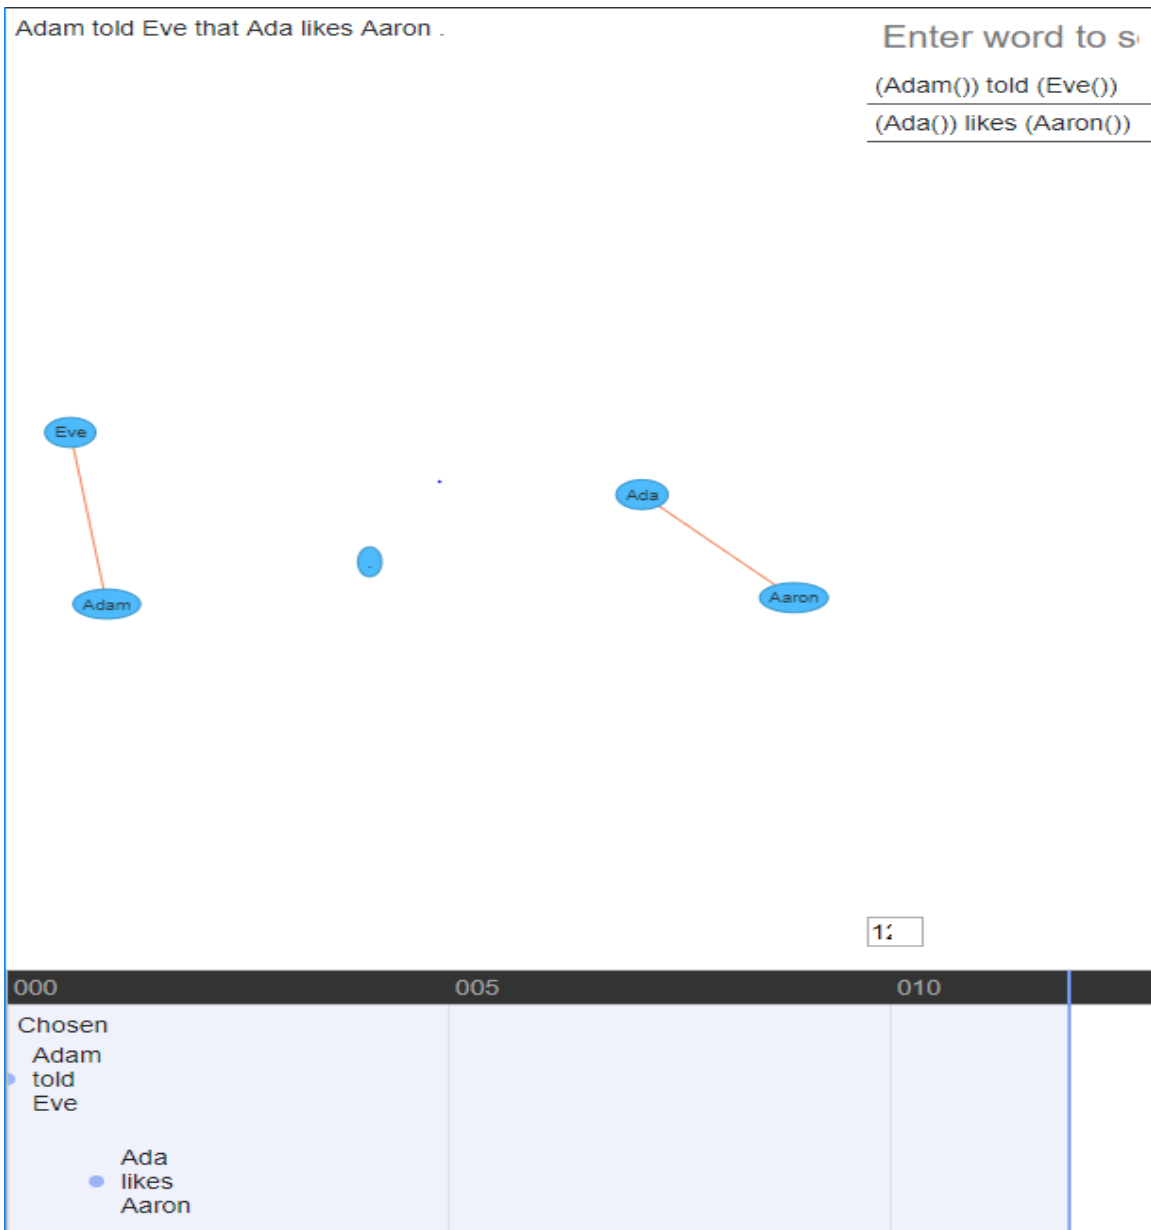 Adam told Eve that Ada likes Aaron .
Enter word to s
(Adam()) told (Eve())
(Ada()) likes (Aaron())
Eve
Ada
.
Adam
Aaron
12
000 005 010
Chosen
Adam
told
Eve
Ada
likes
Aaron